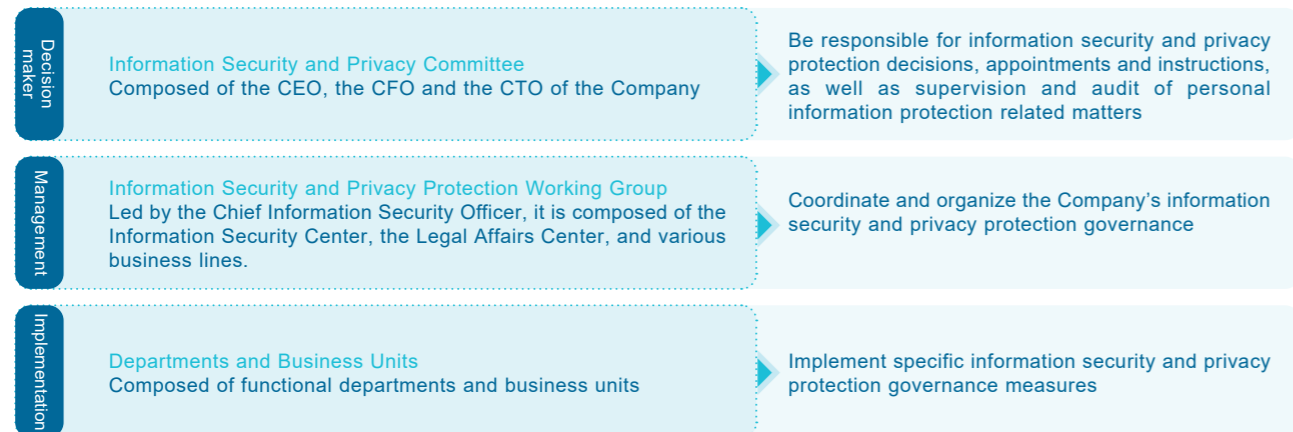 Decision
maker
Information Security and Privacy Committee
Composed of the CEO, the CFO and the CTO of the Company
Be responsible for information security and privacy
protection decisions, appointments and instructions,
as well as supervision and audit of personal
information protection related matters
Management
Information Security and Privacy Protection Working Group
Led by the Chief Information Security Officer, it is composed of the
Information Security Center, the Legal Affairs Center, and various
business lines.
Coordinate and organize the Company’s information
security and privacy protection governance
Implementation
Departments and Business Units
Composed of functional departments and business units
Implement specific information security and privacy
protection governance measures